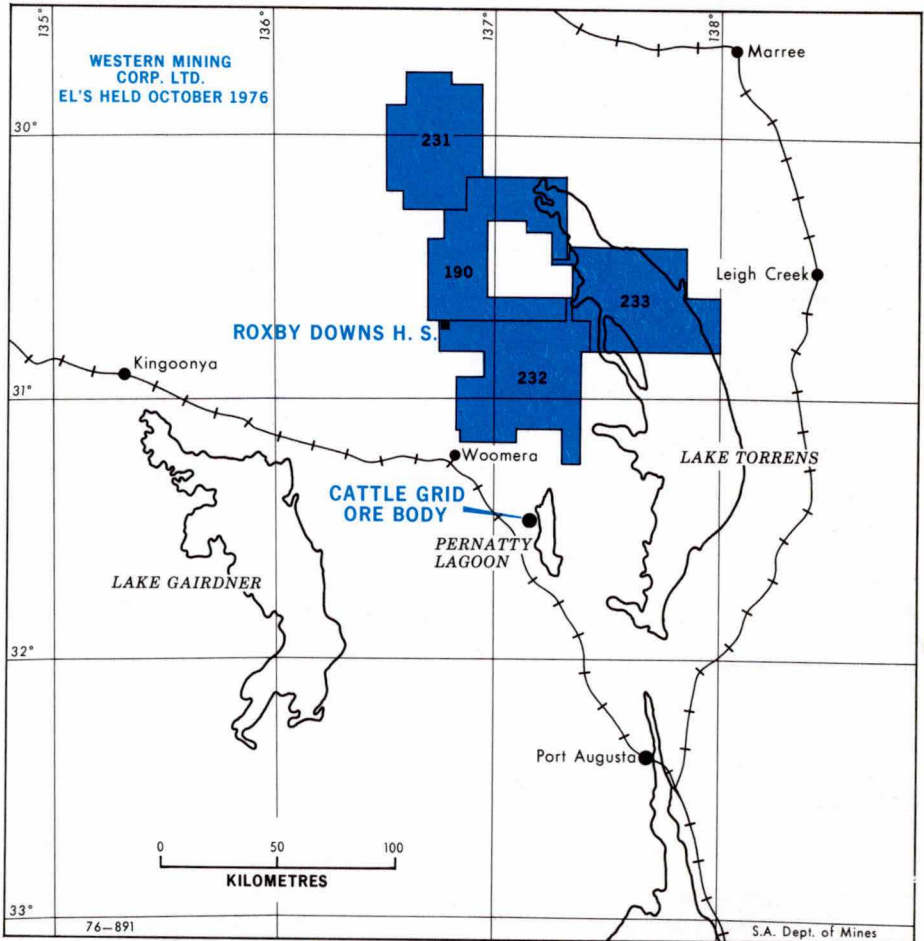 135°
136°
137°
138°
WESTERN MINING
CORP. LTD.
EL'S HELD OCTOBER 1976
Marree
30°
231
190
Leigh Creek
233
ROXBY DOWNS H. S.
Kingoonya
232
31°
Woomera
LAKE TORRENS
CATTLE GRID
ORE BODY
PERNATTY
LAGOON
LAKE GAIRDNER
32°
Port Augusta
0 50 100
KILOMETRES
33°
76—891
S.A. Dept. of Mines